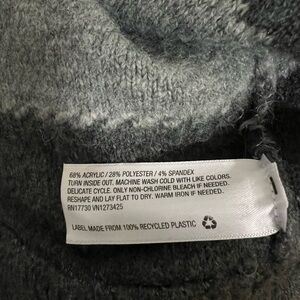 68% ACRYLIC / 28% POLYESTER / 4% SPANDEX
TURN INSIDE OUT. MACHINE WASH COLD WITH LIKE COLORS.
DELICATE CYCLE. ONLY NON-CHLORINE BLEACH IF NEEDED.
RESHAPE AND LAY FLAT TO DRY. WARM IRON IF NEEDED.
RN17730 VN1273425
LABEL MADE FROM 100% RECYCLED PLASTIC